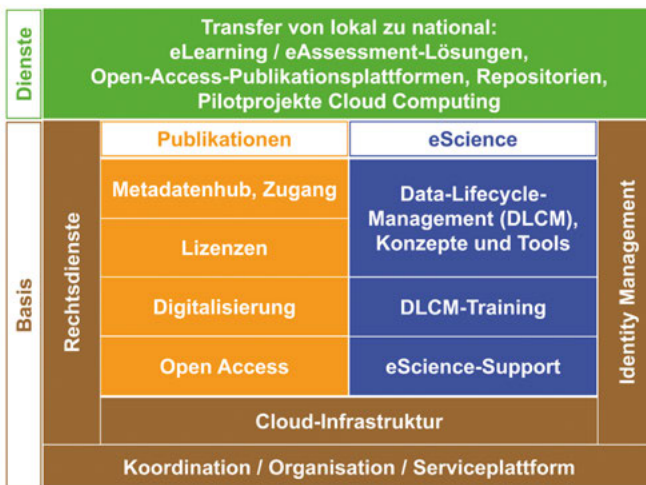 Dienste
Transfer von lokal zu national:
eLearning / eAssessment-Lösungen,
Open-Access-Publikationsplattformen, Repositorien,
Pilotprojekte Cloud Computing
Basis
Rechtsdienste
Publikationen
Metadatenhub, Zugang
Lizenzen
Digitalisierung
Open Access
eScience
Data-Lifecycle-
Management (DLCM),
Konzepte und Tools
DLCM-Training
eScience-Support
Identity Management
Cloud-Infrastruktur
Koordination / Organisation / Serviceplattform